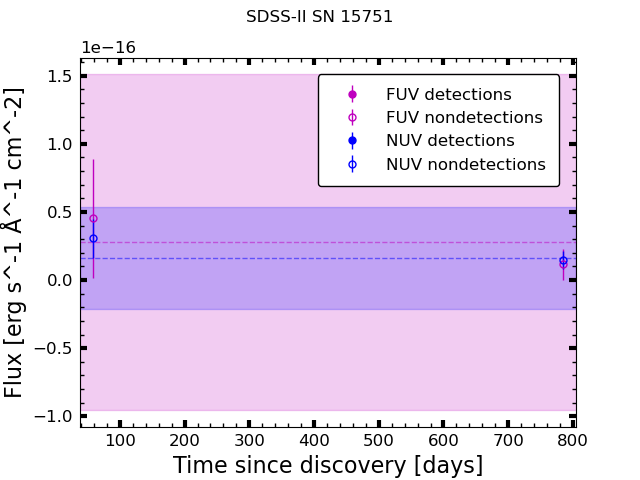 SDSS-II SN 15751
1e−16
1.5
1.0
0.5
0.0
−0.5
−1.0
Flux [erg s^-1 Å^-1 cm^-2]
FUV detections
FUV nondetections
NUV detections
NUV nondetections
100 200 300 400 500 600 700 800
Time since discovery [days]